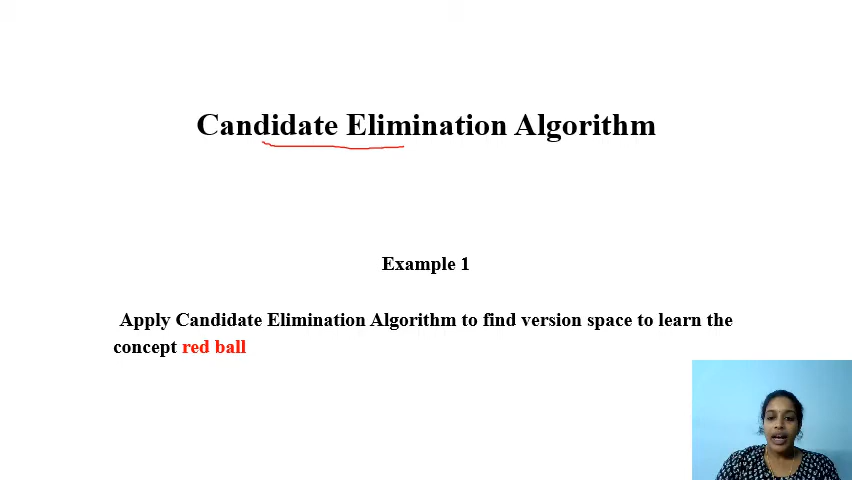 Candidate Elimination Algorithm
Example 1
Apply Candidate Elimination Algorithm to find version space to learn the
concept red ball